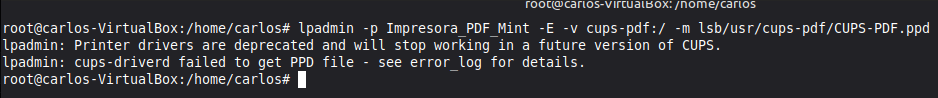 root@carlos-VirtualBox: /home/carlos
root@carlos-VirtualBox:/home/carlos# lpadmin -p Impresora_PDF_Mint -E -v cups-pdf:/ -m lsb/usr/cups-pdf/CUPS-PDF.ppd
lpadmin: Printer drivers are deprecated and will stop working in a future version of CUPS.
lpadmin: cups-driverd failed to get PPD file - see error_log for details.
root@carlos-VirtualBox:/home/carlos#